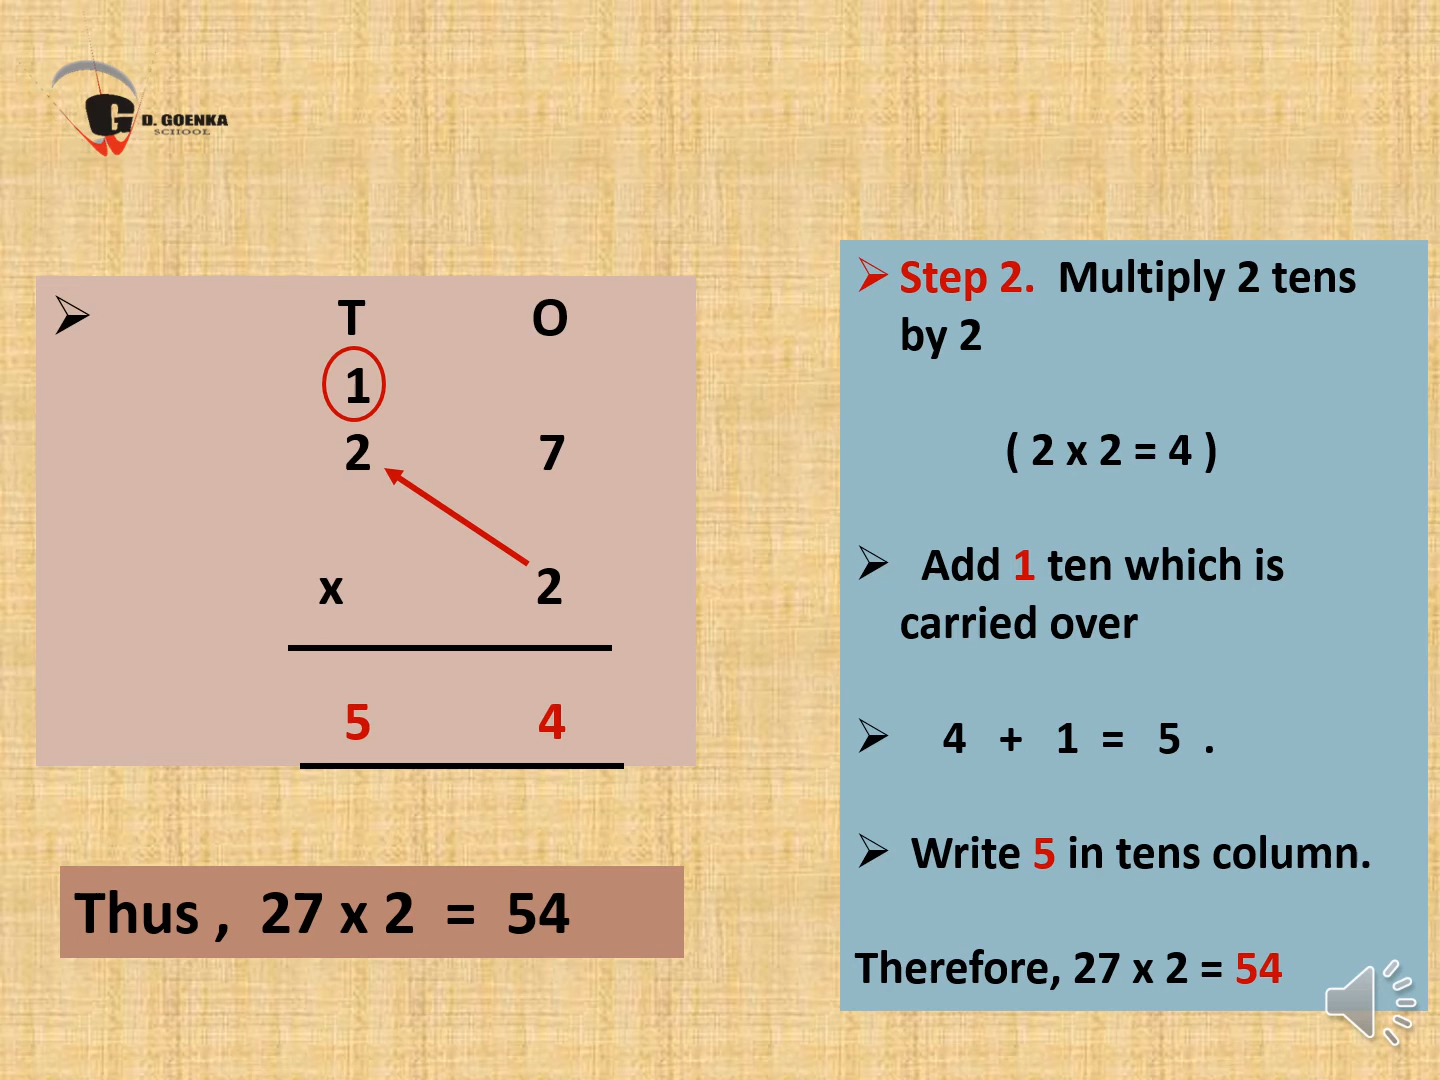 D. GOENKA
SCHOOL
➢ T O
1
2 7
x 2
5 4
Thus , 27 x 2 = 54
➢ Step 2. Multiply 2 tens
by 2
( 2 x 2 = 4 )
➢ Add 1 ten which is
carried over
➢ 4 + 1 = 5 .
➢ Write 5 in tens column.
Therefore, 27 x 2 = 54